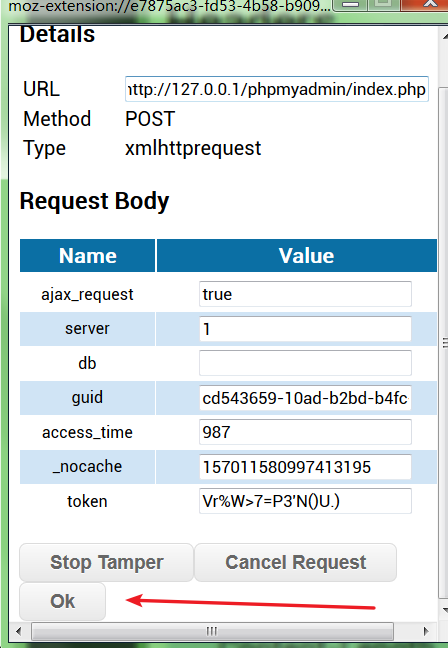 moz-extension://e7875ac3-fd53-4b58-b909...
Details
URL http://127.0.0.1/phpmyadmin/index.php
Method POST
Type xmlhttprequest
Request Body
Name Value
ajax_request true
server 1
db
guid cd543659-10ad-b2bd-b4fc
access_time 987
_nocache 157011580997413195
token Vr%W>7=P3'N()U.)
Stop Tamper Cancel Request
Ok